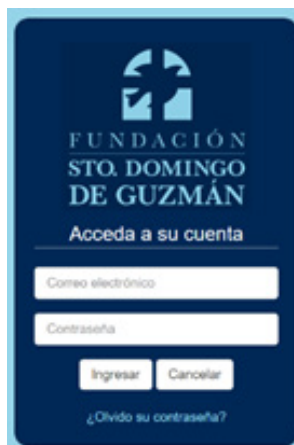 FUNDACIÓN
STO. DOMINGO
DE GUZMÁN
Acceda a su cuenta
Correo electrónico
Contraseña
Ingresar Cancelar
¿Olvido su contraseña?